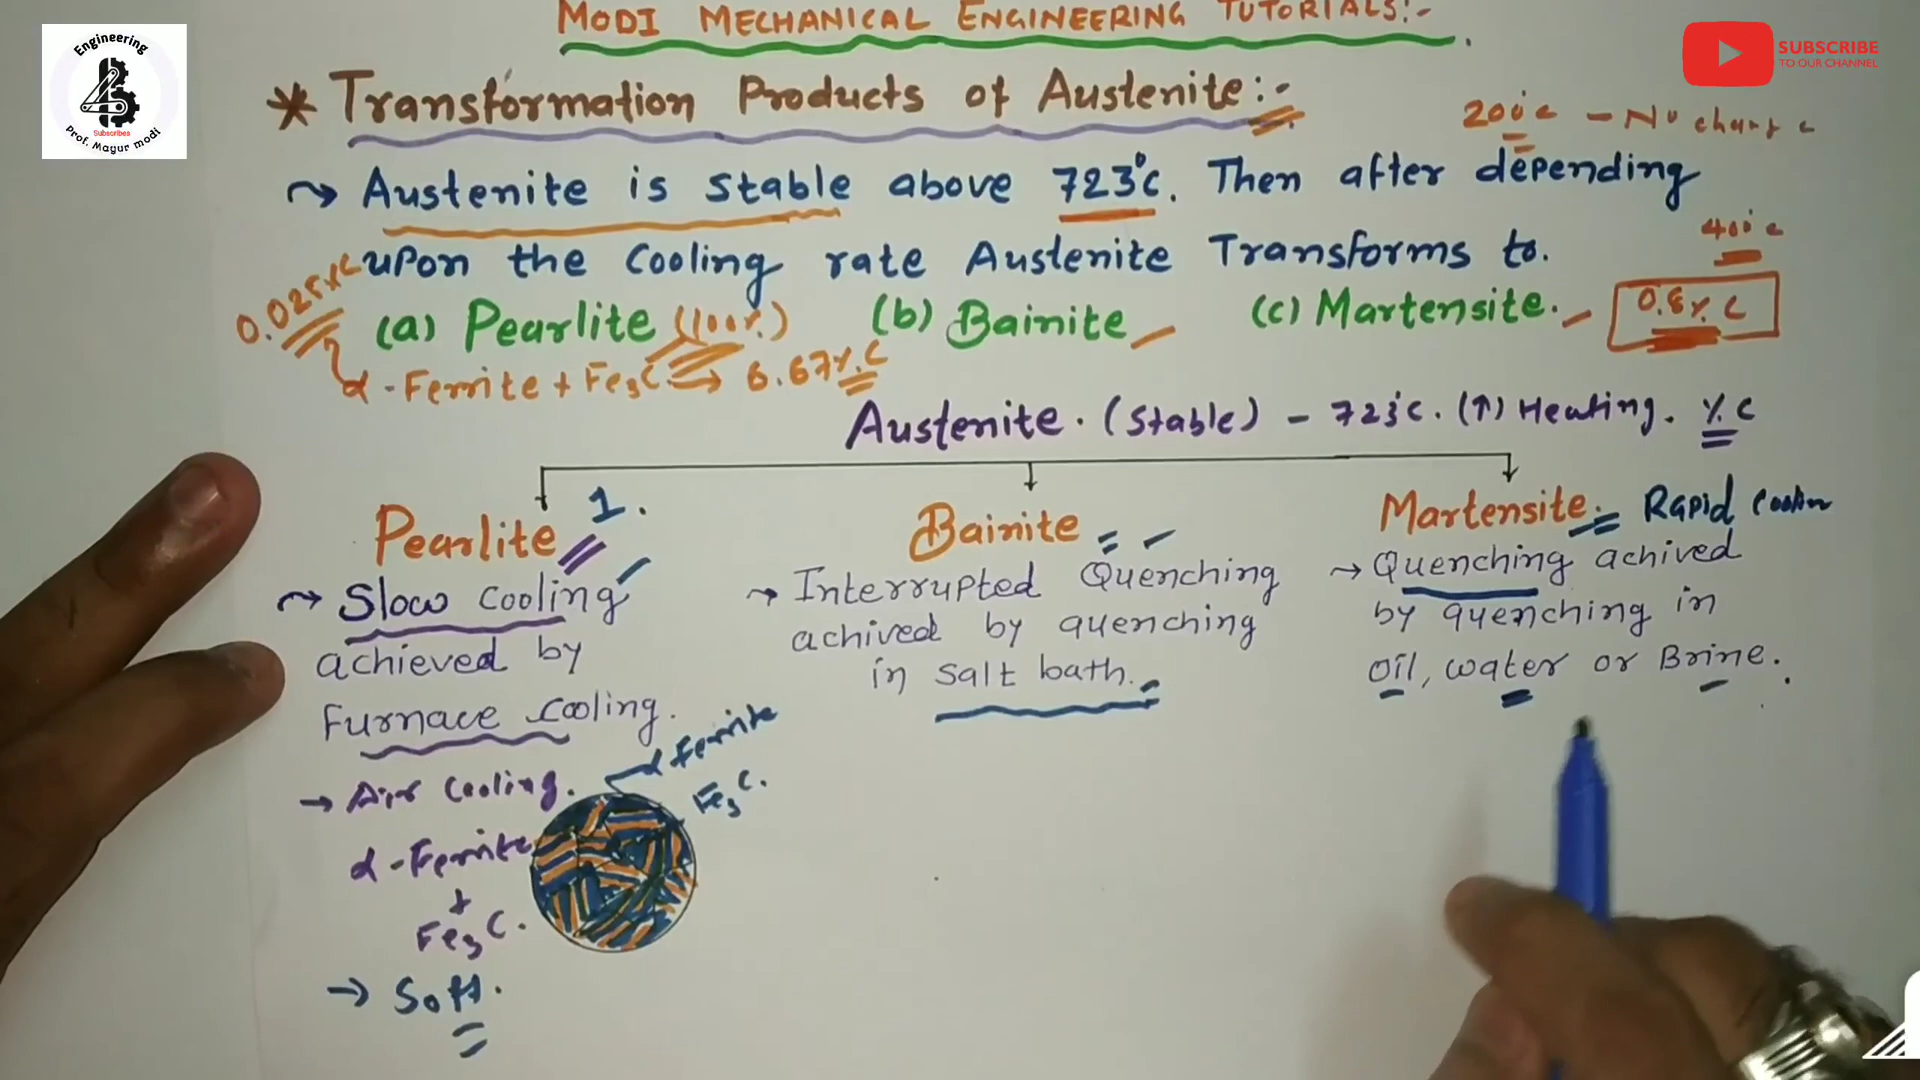 MODI MECHANICAL ENGINEERING TUTORIALS:-
Engineering
Subscribes
Prof. Mayur modi
SUBSCRIBE
TO OUR CHANNEL
* Transformation Products of Austenite:-
200°c - No change
~> Austenite is stable above 723°c. Then after depending
upon the cooling rate Austenite Transforms to.
400°c
0.025%C
(a) Pearlite (100%) (b) Bainite (c) Martensite.
0.8% C
α-Ferrite + Fe3C → 6.67% C
Austenite. (Stable) - 723°c. (↑) Heating. % C
Pearlite 1.
~> Slow cooling
achieved by
Furnace cooling.
→ Air Cooling.
α-Ferrite
+
Fe3C.
→ Soft.
α ferrite
Fe3C.
Bainite
→ Interrupted Quenching
achived by quenching
in salt bath.
Martensite. Rapid
→ Quenching achived
by quenching in
oil, water or Brine.